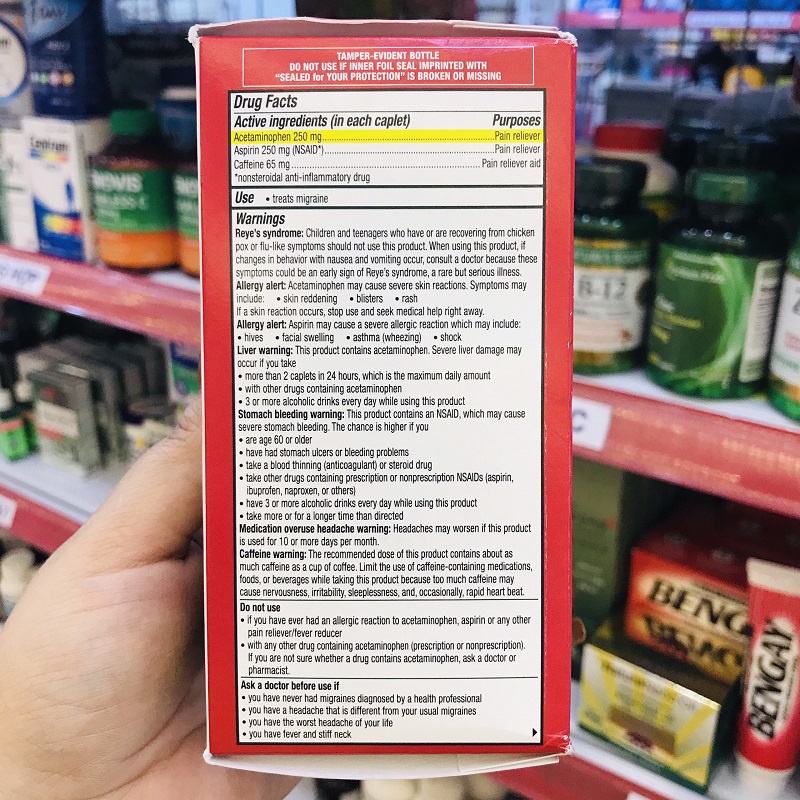 TAMPER-EVIDENT BOTTLE
DO NOT USE IF INNER FOIL SEAL IMPRINTED WITH
"SEALED for YOUR PROTECTION" IS BROKEN OR MISSING
Drug Facts
Active ingredients (in each caplet) Purposes
Acetaminophen 250 mg Pain reliever
Aspirin 250 mg (NSAID*) Pain reliever
Caffeine 65 mg Pain reliever aid
*nonsteroidal anti-inflammatory drug
Use • treats migraine
Warnings
Reye's syndrome: Children and teenagers who have or are recovering from chicken
pox or flu-like symptoms should not use this product. When using this product, if
changes in behavior with nausea and vomiting occur, consult a doctor because these
symptoms could be an early sign of Reye's syndrome, a rare but serious illness.
Allergy alert: Acetaminophen may cause severe skin reactions. Symptoms may
include: • skin reddening • blisters • rash
If a skin reaction occurs, stop use and seek medical help right away.
Allergy alert: Aspirin may cause a severe allergic reaction which may include:
• hives • facial swelling • asthma (wheezing) • shock
Liver warning: This product contains acetaminophen. Severe liver damage may
occur if you take
• more than 2 caplets in 24 hours, which is the maximum daily amount
• with other drugs containing acetaminophen
• 3 or more alcoholic drinks every day while using this product
Stomach bleeding warning: This product contains an NSAID, which may cause
severe stomach bleeding. The chance is higher if you
• are age 60 or older
• have had stomach ulcers or bleeding problems
• take a blood thinning (anticoagulant) or steroid drug
• take other drugs containing prescription or nonprescription NSAIDs (aspirin,
ibuprofen, naproxen, or others)
• have 3 or more alcoholic drinks every day while using this product
• take more or for a longer time than directed
Medication overuse headache warning: Headaches may worsen if this product
is used for 10 or more days per month.
Caffeine warning: The recommended dose of this product contains about as
much caffeine as a cup of coffee. Limit the use of caffeine-containing medications,
foods, or beverages while taking this product because too much caffeine may
cause nervousness, irritability, sleeplessness, and, occasionally, rapid heart beat.
Do not use
• if you have ever had an allergic reaction to acetaminophen, aspirin or any other
pain reliever/fever reducer
• with any other drug containing acetaminophen (prescription or nonprescription).
If you are not sure whether a drug contains acetaminophen, ask a doctor or
pharmacist.
Ask a doctor before use if
• you have never had migraines diagnosed by a health professional
• you have a headache that is different from your usual migraines
• you have the worst headache of your life
• you have fever and stiff neck
Centrum
B-12
BENGAY
BENGAY